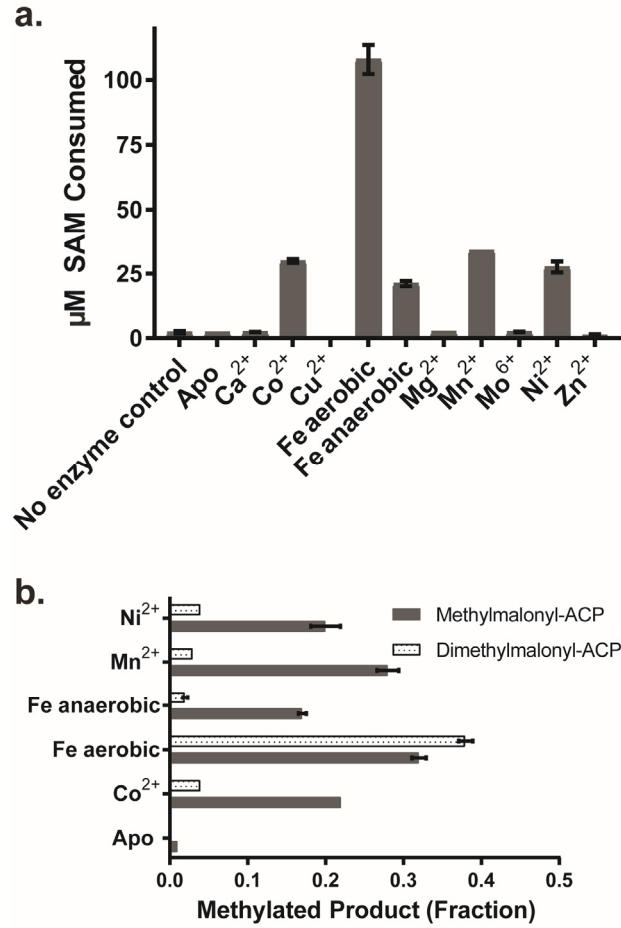 a.
µM SAM Consumed
100
75
50
25
0
No enzyme control
Apo
Ca2+
Co2+
Cu2+
Fe aerobic
Fe anaerobic
Mg2+
Mn2+
Mo6+
Ni2+
Zn2+
b.
Ni2+
Mn2+
Fe anaerobic
Fe aerobic
Co2+
Apo
Methylmalonyl-ACP
Dimethylmalonyl-ACP
0.0 0.1 0.2 0.3 0.4 0.5
Methylated Product (Fraction)